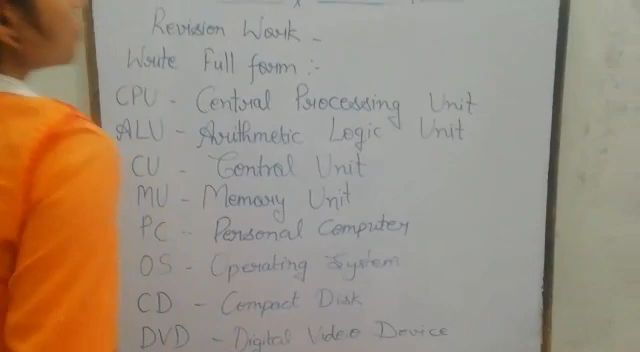 Revision Work -
Write Full form :-
CPU - Central Processing Unit
ALU - Arithmetic Logic Unit
CU - Control Unit
MU - Memory Unit
PC - Personal Computer
OS - Operating System
CD - Compact Disk
DVD - Digital Video Device